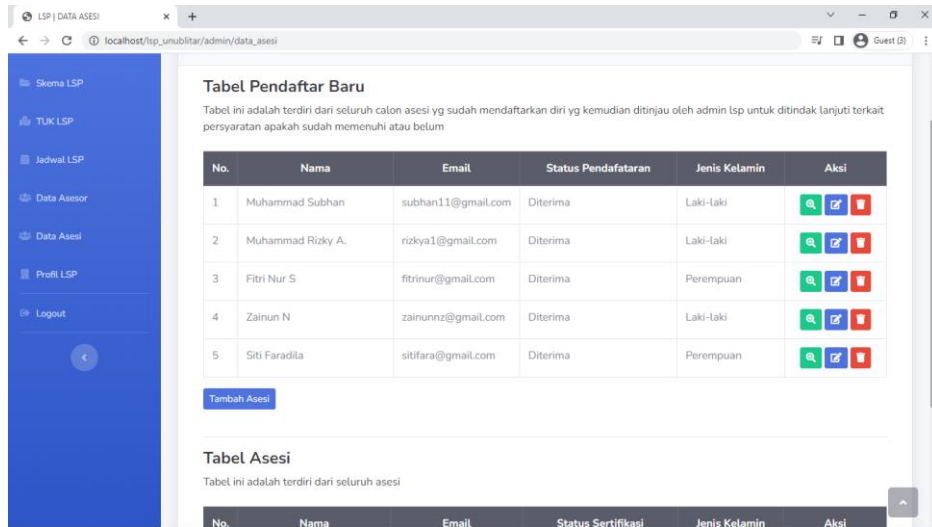 LSP | DATA ASESI
localhost/lsp_unublitar/admin/data_asesi
Guest (3)
Skema LSP
TUK LSP
Jadwal LSP
Data Asesor
Data Asesi
Profil LSP
Logout
Tabel Pendaftar Baru
Tabel ini adalah terdiri dari seluruh calon asesi yg sudah mendaftarkan diri yg kemudian ditinjau oleh admin lsp untuk ditindak lanjuti terkait
persyaratan apakah sudah memenuhi atau belum
No. Nama Email Status Pendafataran Jenis Kelamin Aksi
1 Muhammad Subhan subhan11@gmail.com Diterima Laki-laki
2 Muhammad Rizky A. rizkya1@gmail.com Diterima Laki-laki
3 Fitri Nur S fitrinur@gmail.com Diterima Perempuan
4 Zainun N zainunnz@gmail.com Diterima Laki-laki
5 Siti Faradila sitifara@gmail.com Diterima Perempuan
Tambah Asesi
Tabel Asesi
Tabel ini adalah terdiri dari seluruh asesi
No. Nama Email Status Sertifikasi Jenis Kelamin Aksi